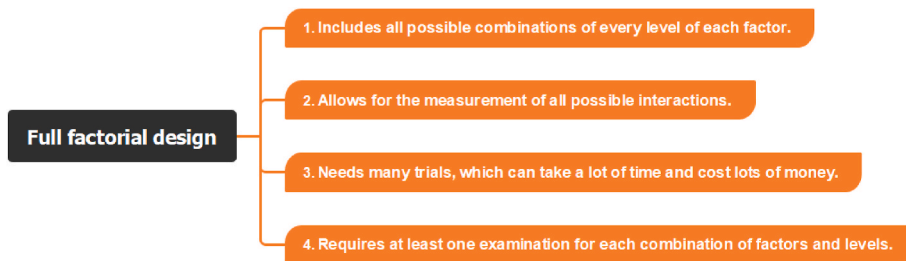 Full factorial design
1. Includes all possible combinations of every level of each factor.
2. Allows for the measurement of all possible interactions.
3. Needs many trials, which can take a lot of time and cost lots of money.
4. Requires at least one examination for each combination of factors and levels.